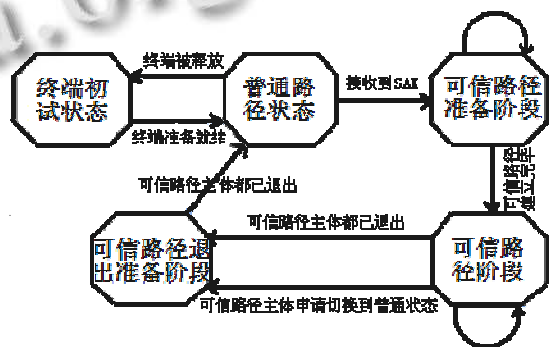 终端被释放
终端初
试状态
普通路
径状态
接收到SAK
可信路径
准备阶段
终端准备就绪
可信路径
建立完毕
可信路径主体都已退出
可信路径主体都已退出
可信路径退
出准备阶段
可信路
径阶段
可信路径主体申请切换到普通状态